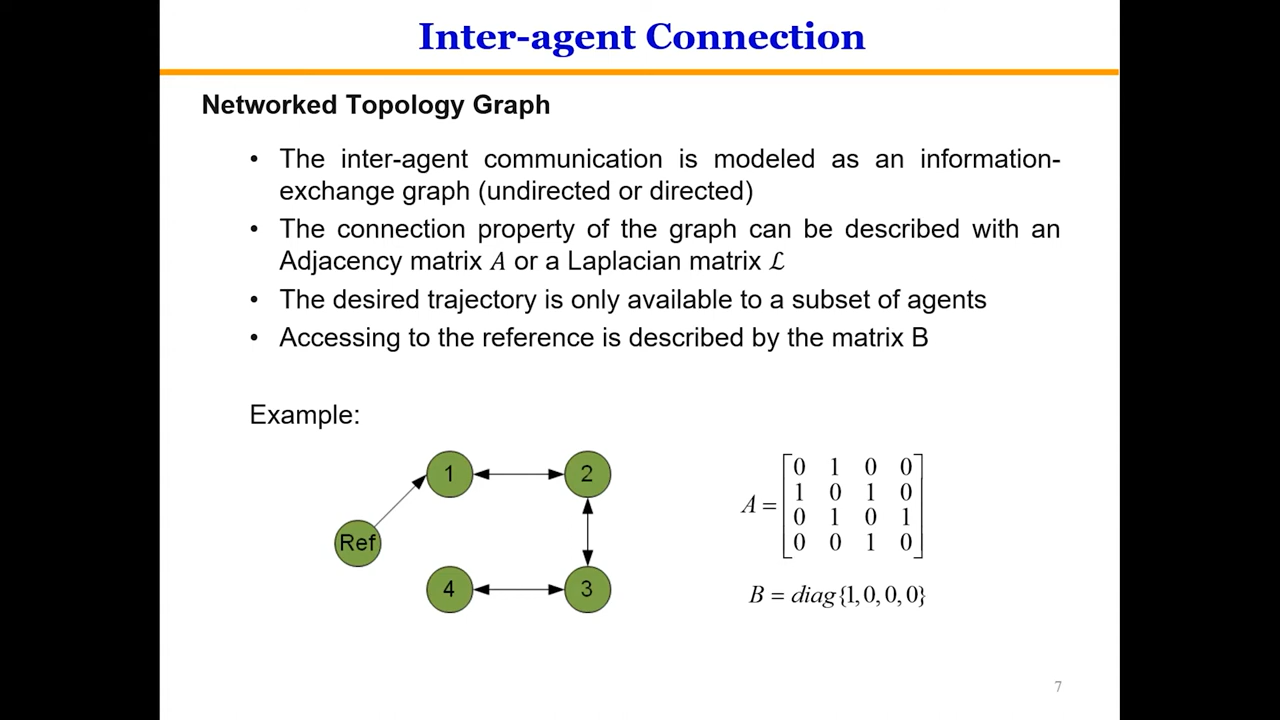 Inter-agent Connection
Networked Topology Graph
• The inter-agent communication is modeled as an information-
exchange graph (undirected or directed)
• The connection property of the graph can be described with an
Adjacency matrix A or a Laplacian matrix ℒ
• The desired trajectory is only available to a subset of agents
• Accessing to the reference is described by the matrix B
Example:
1 2
Ref
4 3
A = [0 1 0 0
1 0 1 0
0 1 0 1
0 0 1 0]
B = diag{1,0,0,0}
7